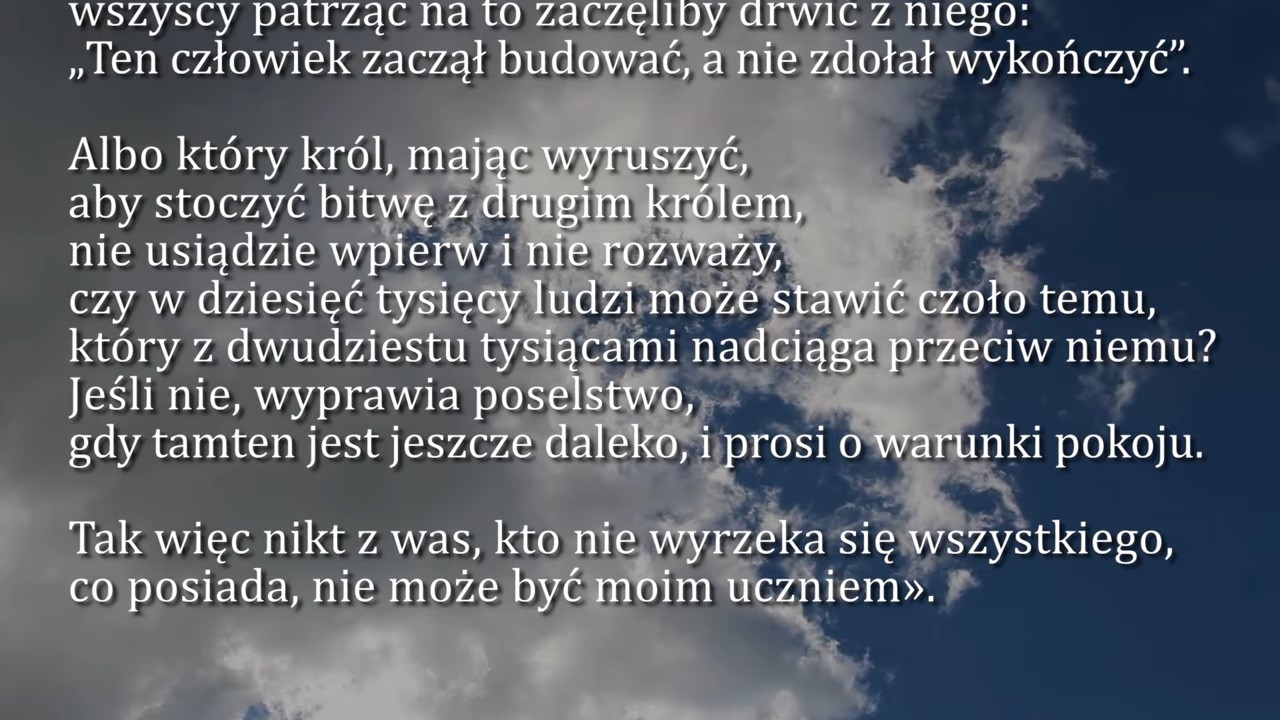 wszyscy patrząc na to zaczęliby drwić z niego:
„Ten człowiek zaczął budować, a nie zdołał wykończyć”.
Albo który król, mając wyruszyć,
aby stoczyć bitwę z drugim królem,
nie usiądzie wpierw i nie rozważy,
czy w dziesięć tysięcy ludzi może stawić czoło temu,
który z dwudziestu tysiącami nadciąga przeciw niemu?
Jeśli nie, wyprawia poselstwo,
gdy tamten jest jeszcze daleko, i prosi o warunki pokoju.
Tak więc nikt z was, kto nie wyrzeka się wszystkiego,
co posiada, nie może być moim uczniem».